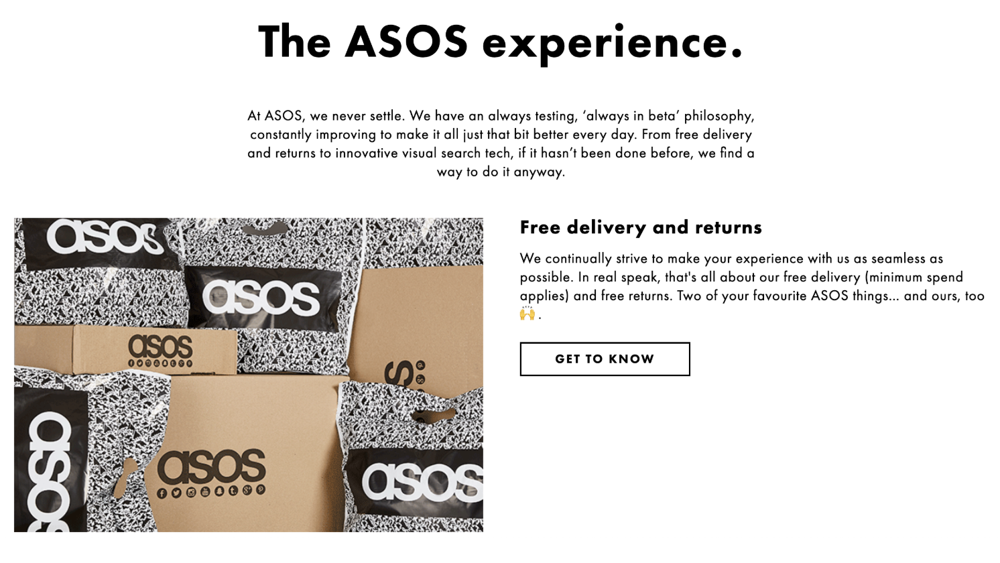 The ASOS experience.
At ASOS, we never settle. We have an always testing, ‘always in beta’ philosophy,
constantly improving to make it all just that bit better every day. From free delivery
and returns to innovative visual search tech, if it hasn’t been done before, we find a
way to do it anyway.
asos
asos
asos
s
asos
asos
asos
Free delivery and returns
We continually strive to make your experience with us as seamless as
possible. In real speak, that's all about our free delivery (minimum spend
applies) and free returns. Two of your favourite ASOS things... and ours, too
🙌 .
GET TO KNOW